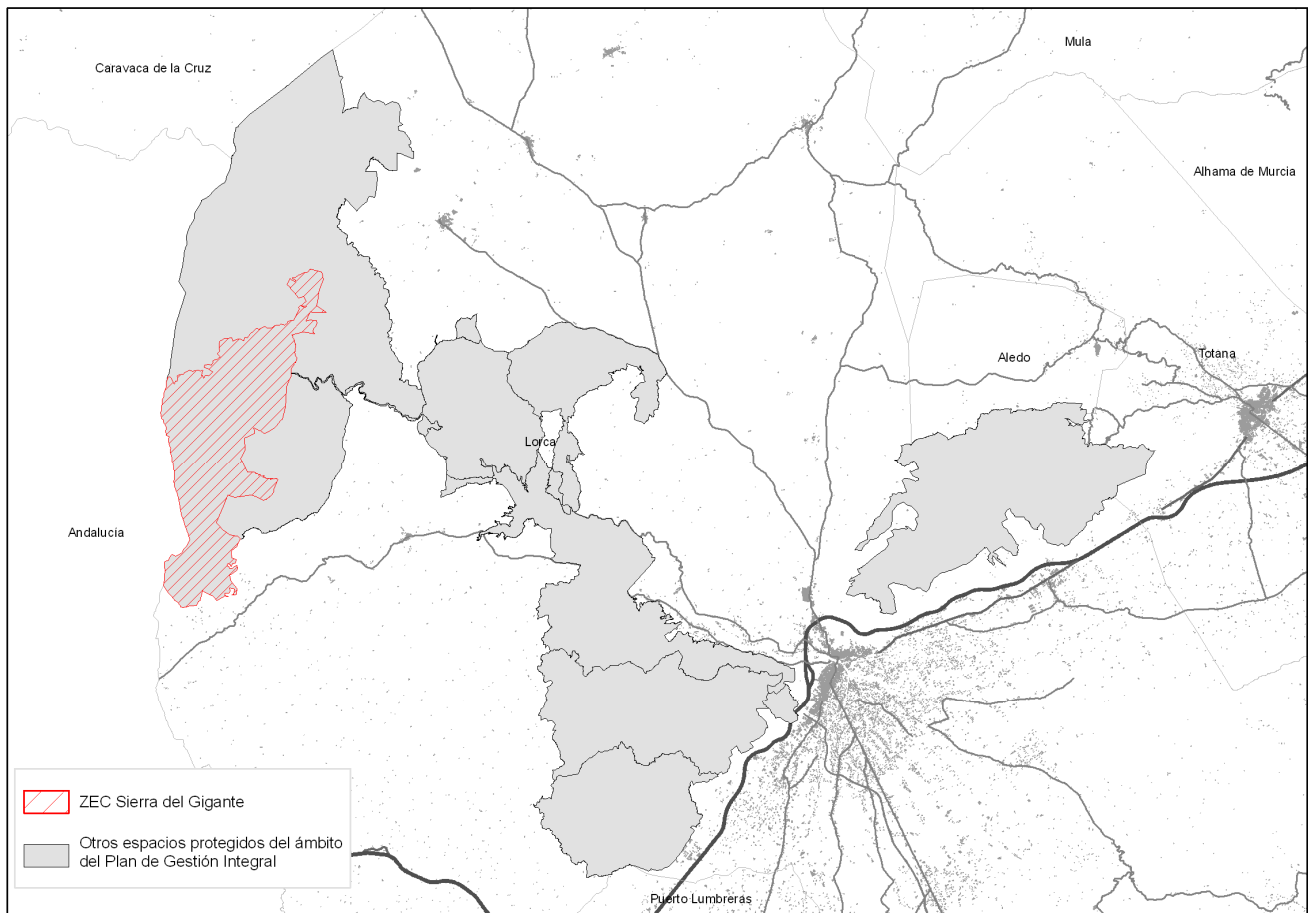 Mula
Caravaca de la Cruz
Alhama de Murcia
Totana
Aledo
Lorca
Andalucía
ZEC Sierra del Gigante
Otros espacios protegidos del ámbito
del Plan de Gestión Integral
Puerto Lumbreras